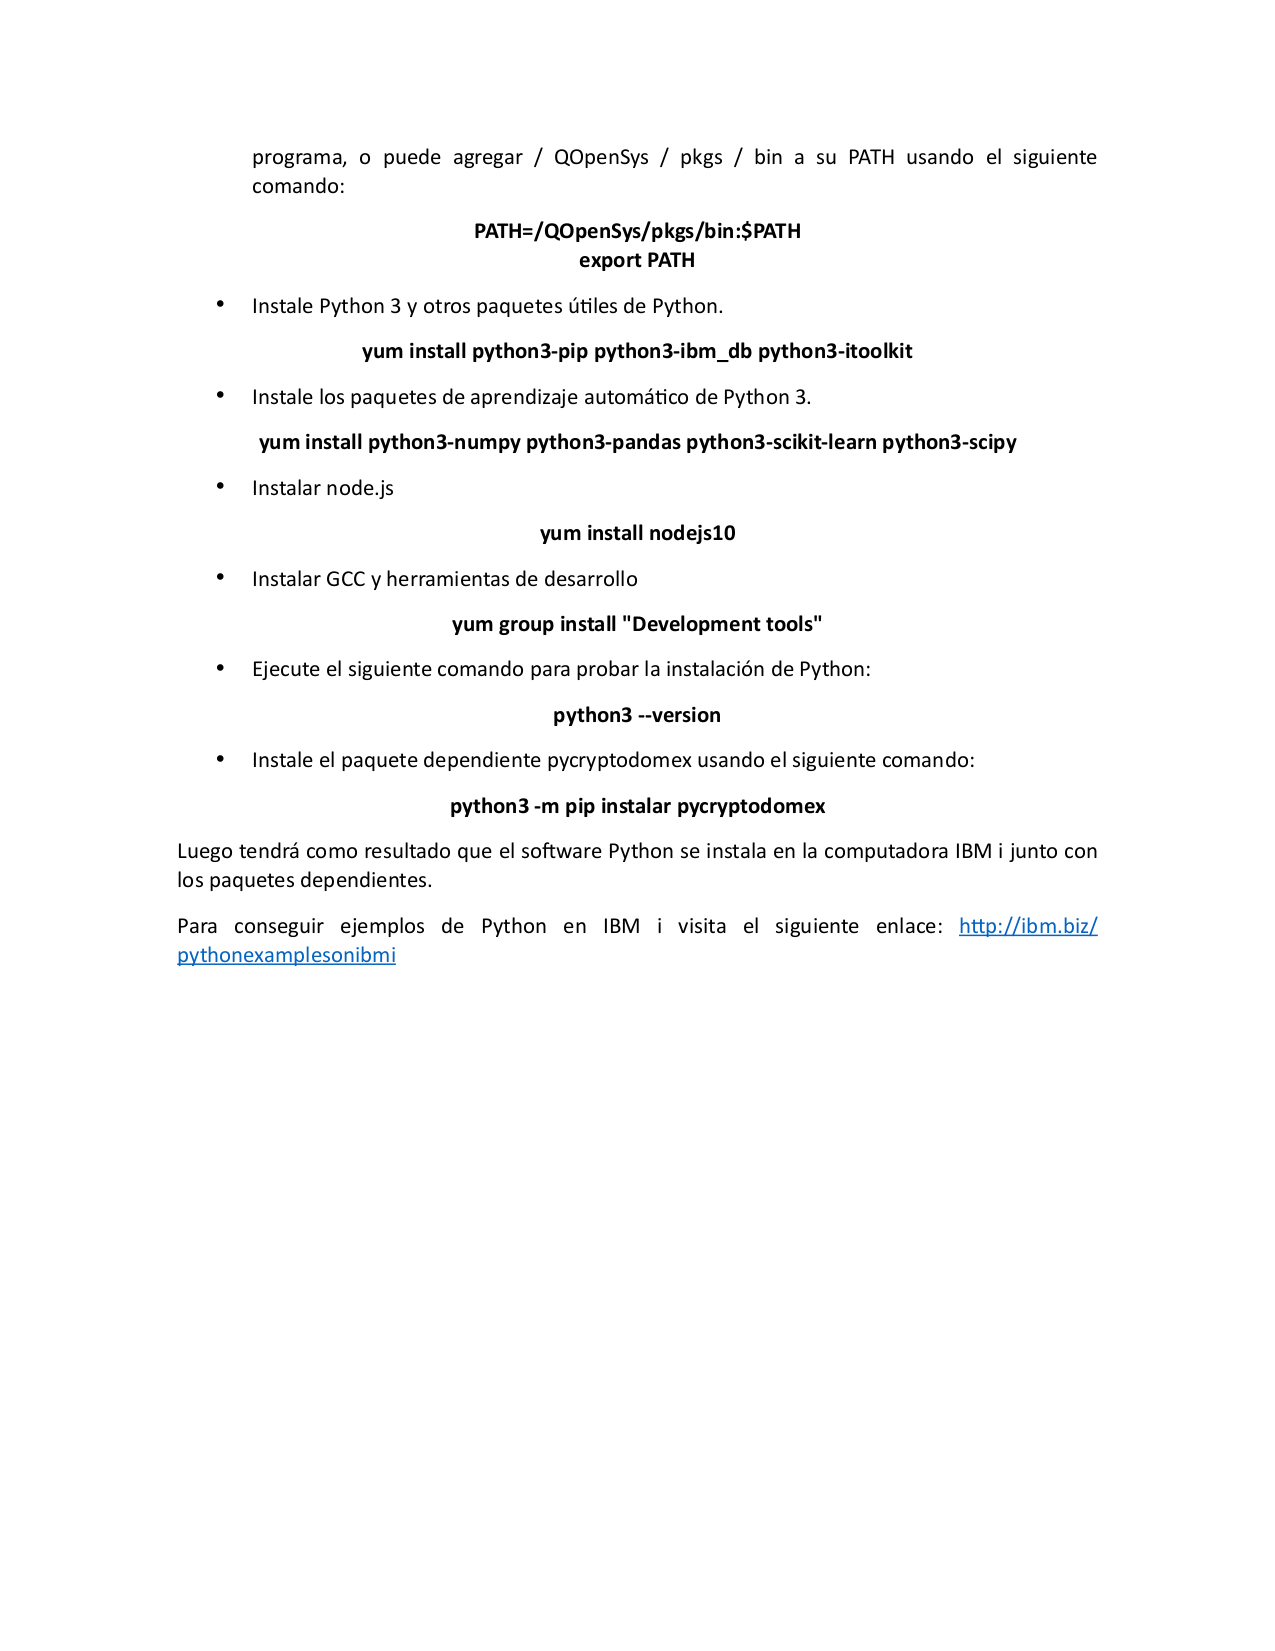 programa, o puede agregar / QOpenSys / pkgs / bin a su PATH usando el siguiente
comando:
PATH=/QOpenSys/pkgs/bin:$PATH
export PATH
• Instale Python 3 y otros paquetes útiles de Python.
yum install python3-pip python3-ibm_db python3-itoolkit
• Instale los paquetes de aprendizaje automático de Python 3.
yum install python3-numpy python3-pandas python3-scikit-learn python3-scipy
• Instalar node.js
yum install nodejs10
• Instalar GCC y herramientas de desarrollo
yum group install "Development tools"
• Ejecute el siguiente comando para probar la instalación de Python:
python3 --version
• Instale el paquete dependiente pycryptodomex usando el siguiente comando:
python3 -m pip instalar pycryptodomex
Luego tendrá como resultado que el software Python se instala en la computadora IBM i junto con
los paquetes dependientes.
Para conseguir ejemplos de Python en IBM i visita el siguiente enlace: http://ibm.biz/
pythonexamplesonibmi